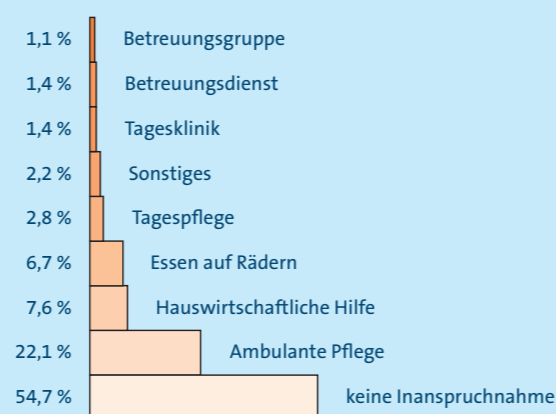 1,1 % Betreuungsgruppe
1,4 % Betreuungsdienst
1,4 % Tagesklinik
2,2 % Sonstiges
2,8 % Tagespflege
6,7 % Essen auf Rädern
7,6 % Hauswirtschaftliche Hilfe
22,1 % Ambulante Pflege
54,7 % keine Inanspruchnahme